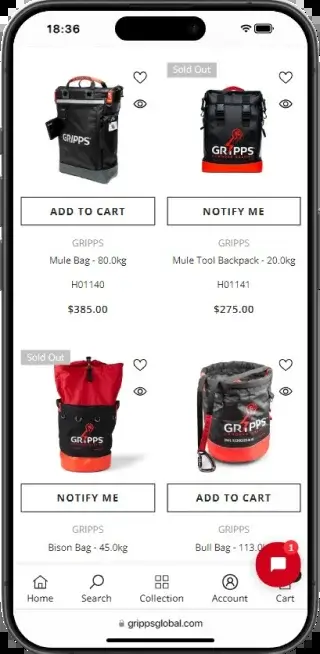 18:36
Sold Out
GRIPPS
GRIPPS
ADD TO CART
NOTIFY ME
GRIPPS
GRIPPS
Mule Bag - 80.0kg
Mule Tool Backpack - 20.0kg
H01140
H01141
$385.00
$275.00
Sold Out
GRIPPS
GRIPPS
NOTIFY ME
ADD TO CART
GRIPPS
GRIPPS
Bison Bag - 45.0kg
Bull Bag - 113.0
1
Home
Search
Collection
Account
Cart
grippsglobal.com